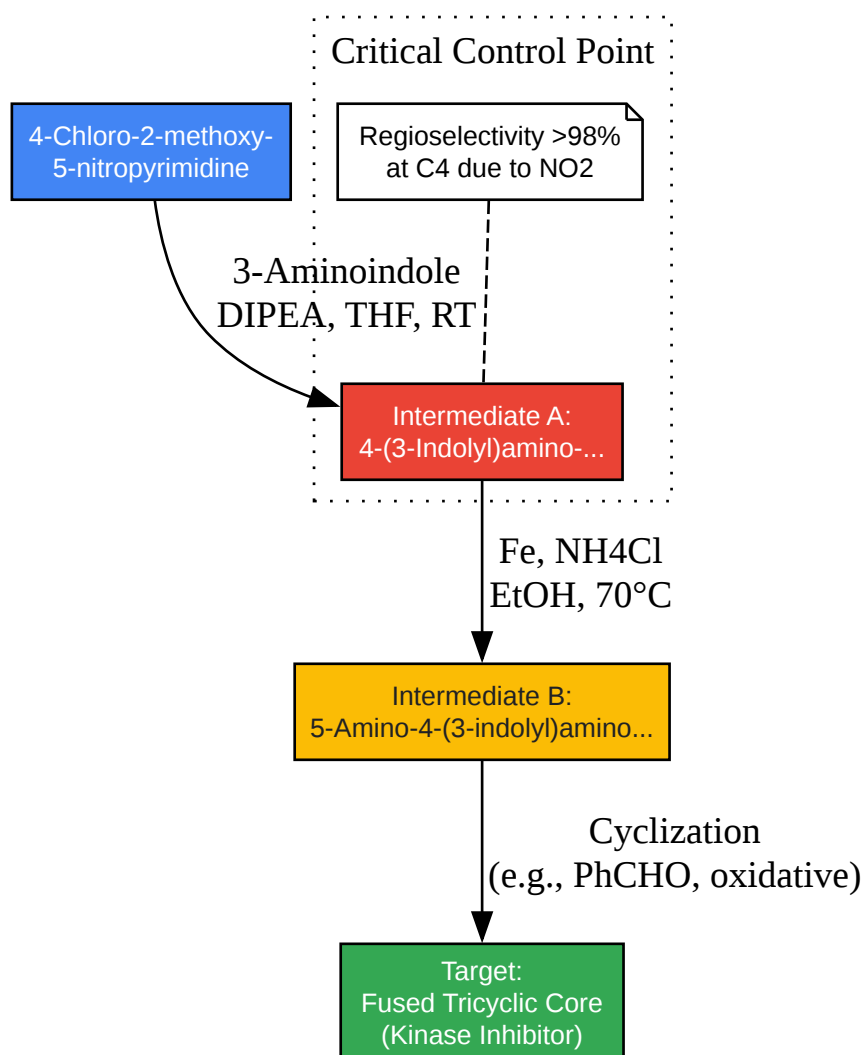 Critical Control Point
4-Chloro-2-methoxy-
5-nitropyrimidine
Regioselectivity >98%
at C4 due to NO2
3-Aminoindole
DIPEA, THF, RT
Intermediate A:
4-(3-Indolyl)amino-...
Fe, NH4Cl
EtOH, 70°C
Intermediate B:
5-Amino-4-(3-indolyl)amino...
Cyclization
(e.g., PhCHO, oxidative)
Target:
Fused Tricyclic Core
(Kinase Inhibitor)